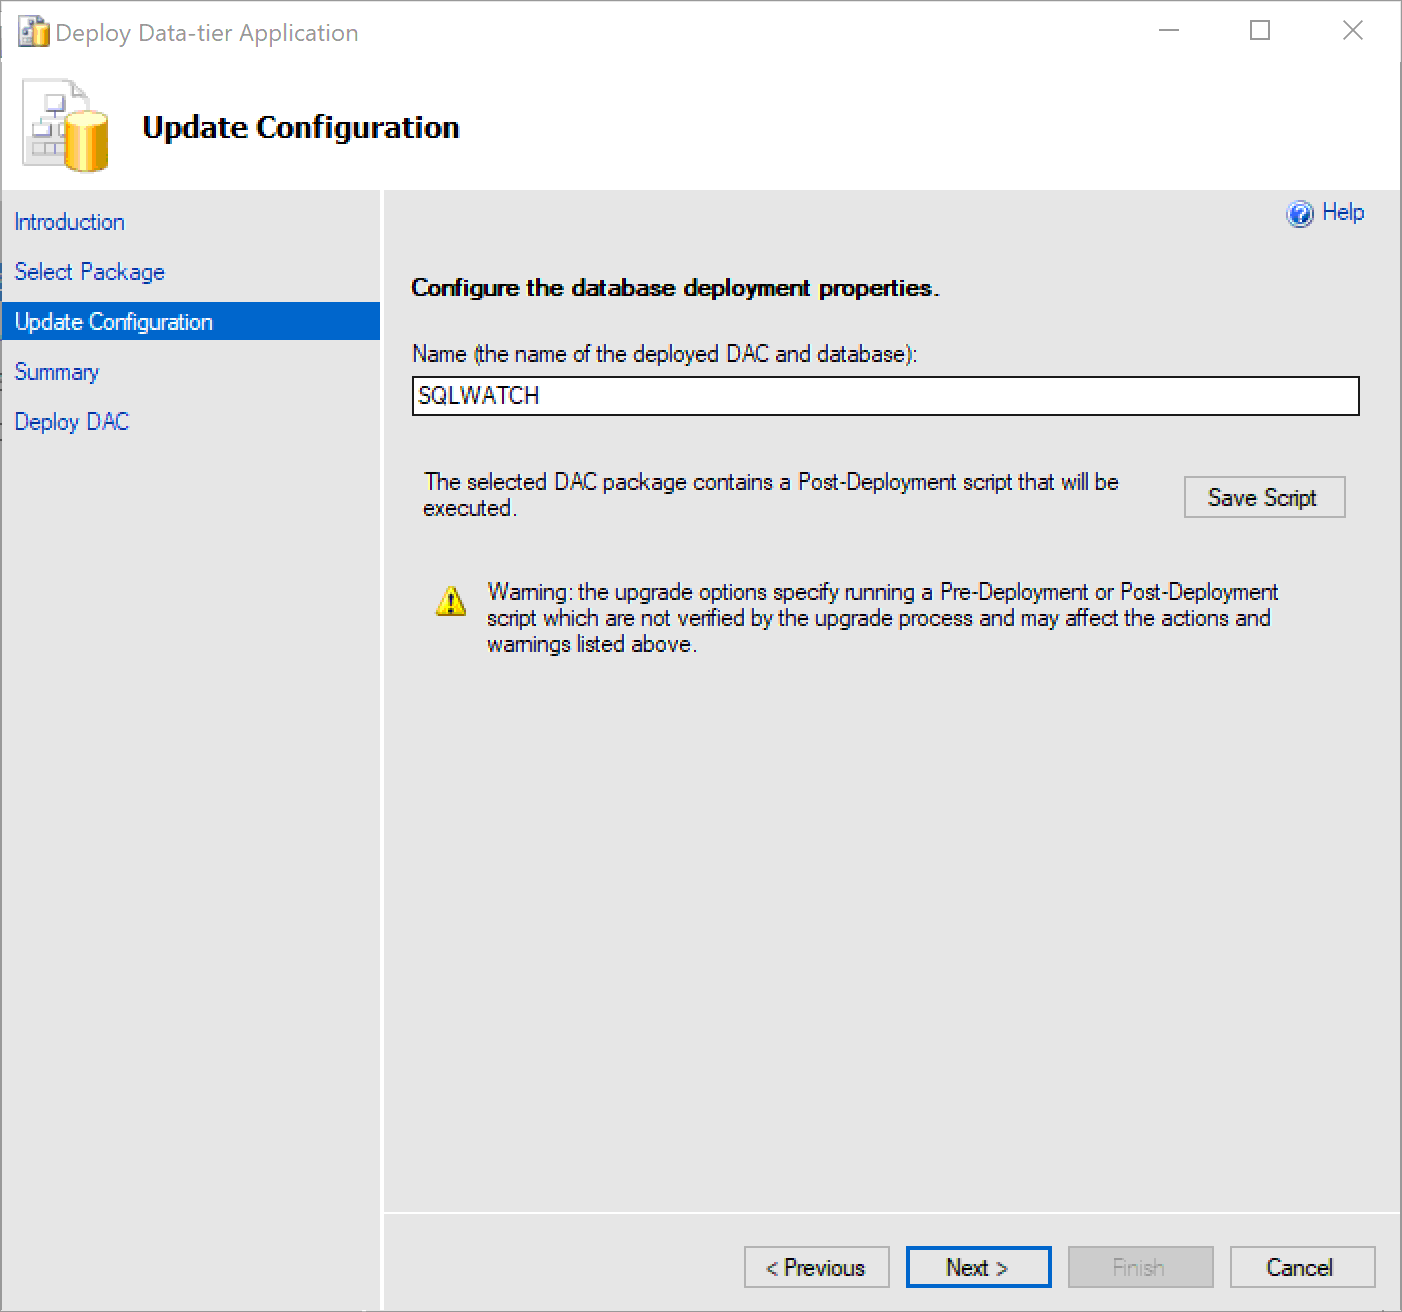 Deploy Data-tier Application
Update Configuration
Introduction
Select Package
Update Configuration
Summary
Deploy DAC
Help
Configure the database deployment properties.
Name (the name of the deployed DAC and database):
SQLWATCH
The selected DAC package contains a Post-Deployment script that will be
executed.
Save Script
Warning: the upgrade options specify running a Pre-Deployment or Post-Deployment
script which are not verified by the upgrade process and may affect the actions and
warnings listed above.
< Previous
Next >
Finish
Cancel